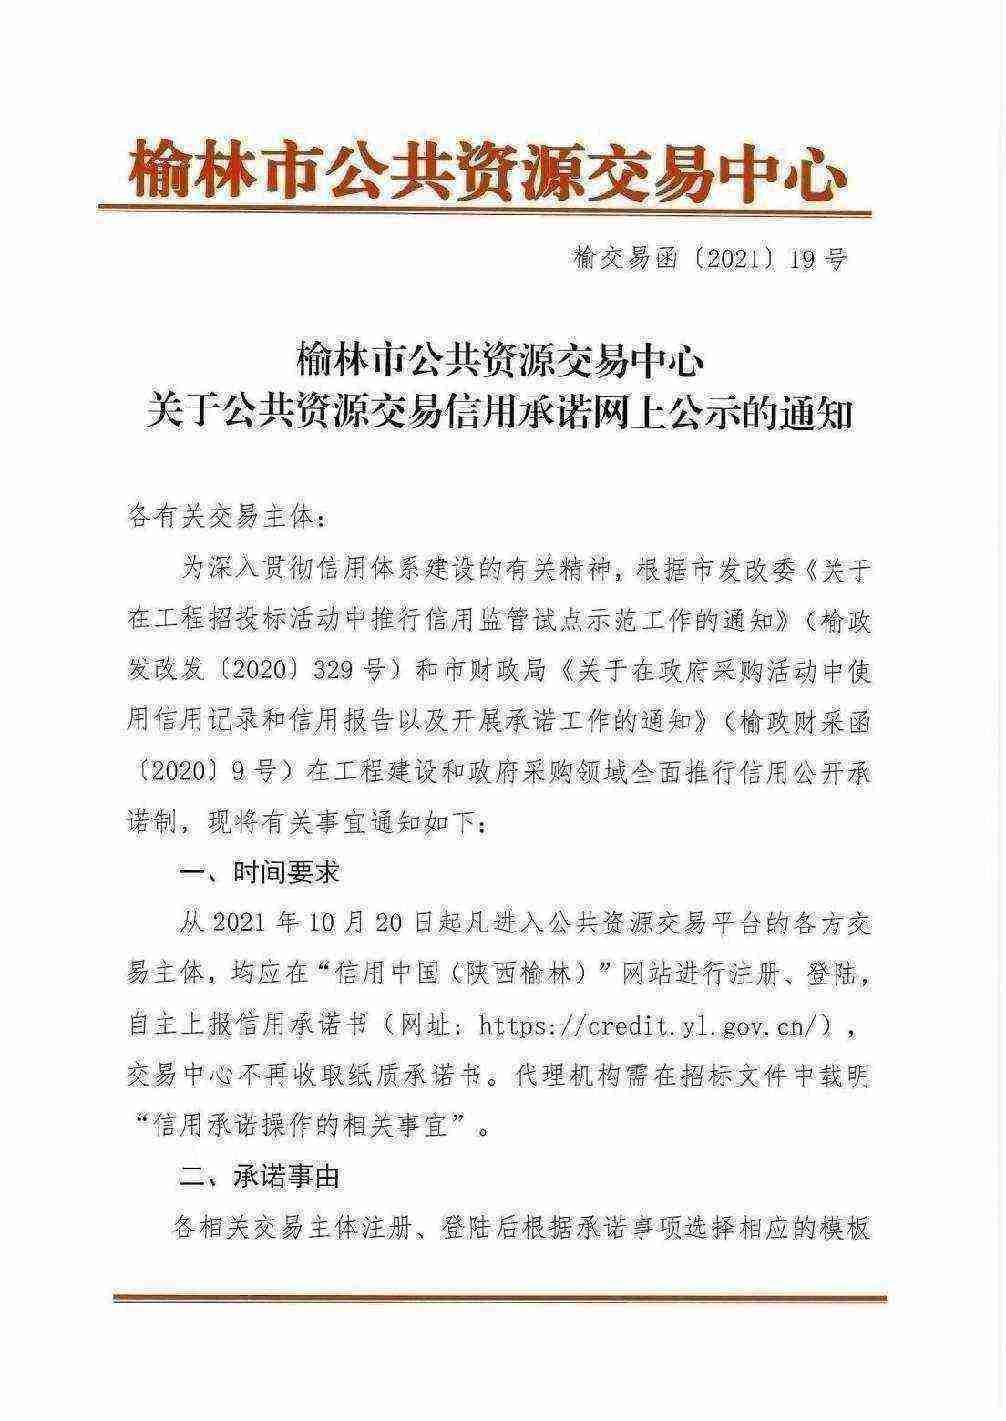 榆林市公共资源交易中心
榆交易函〔2021〕19号
榆林市公共资源交易中心
关于公共资源交易信用承诺网上公示的通知
各有关交易主体：
为深入贯彻信用体系建设的有关精神，根据市发改委《关于
在工程招投标活动中推行信用监管试点示范工作的通知》（榆政
发改发〔2020〕329号）和市财政局《关于在政府采购活动中使
用信用记录和信用报告以及开展承诺工作的通知》（榆政财采函
〔2020〕9号）在工程建设和政府采购领域全面推行信用公开承
诺制，现将有关事宜通知如下：
一、时间要求
从2021年10月20日起凡进入公共资源交易平台的各方交
易主体，均应在“信用中国（陕西榆林）”网站进行注册、登陆，
自主上报信用承诺书（网址：https://credit.yl.gov.cn/），
交易中心不再收取纸质承诺书。代理机构需在招标文件中载明
“信用承诺操作的相关事宜”。
二、承诺事由
各相关交易主体注册、登陆后根据承诺事项选择相应的模板